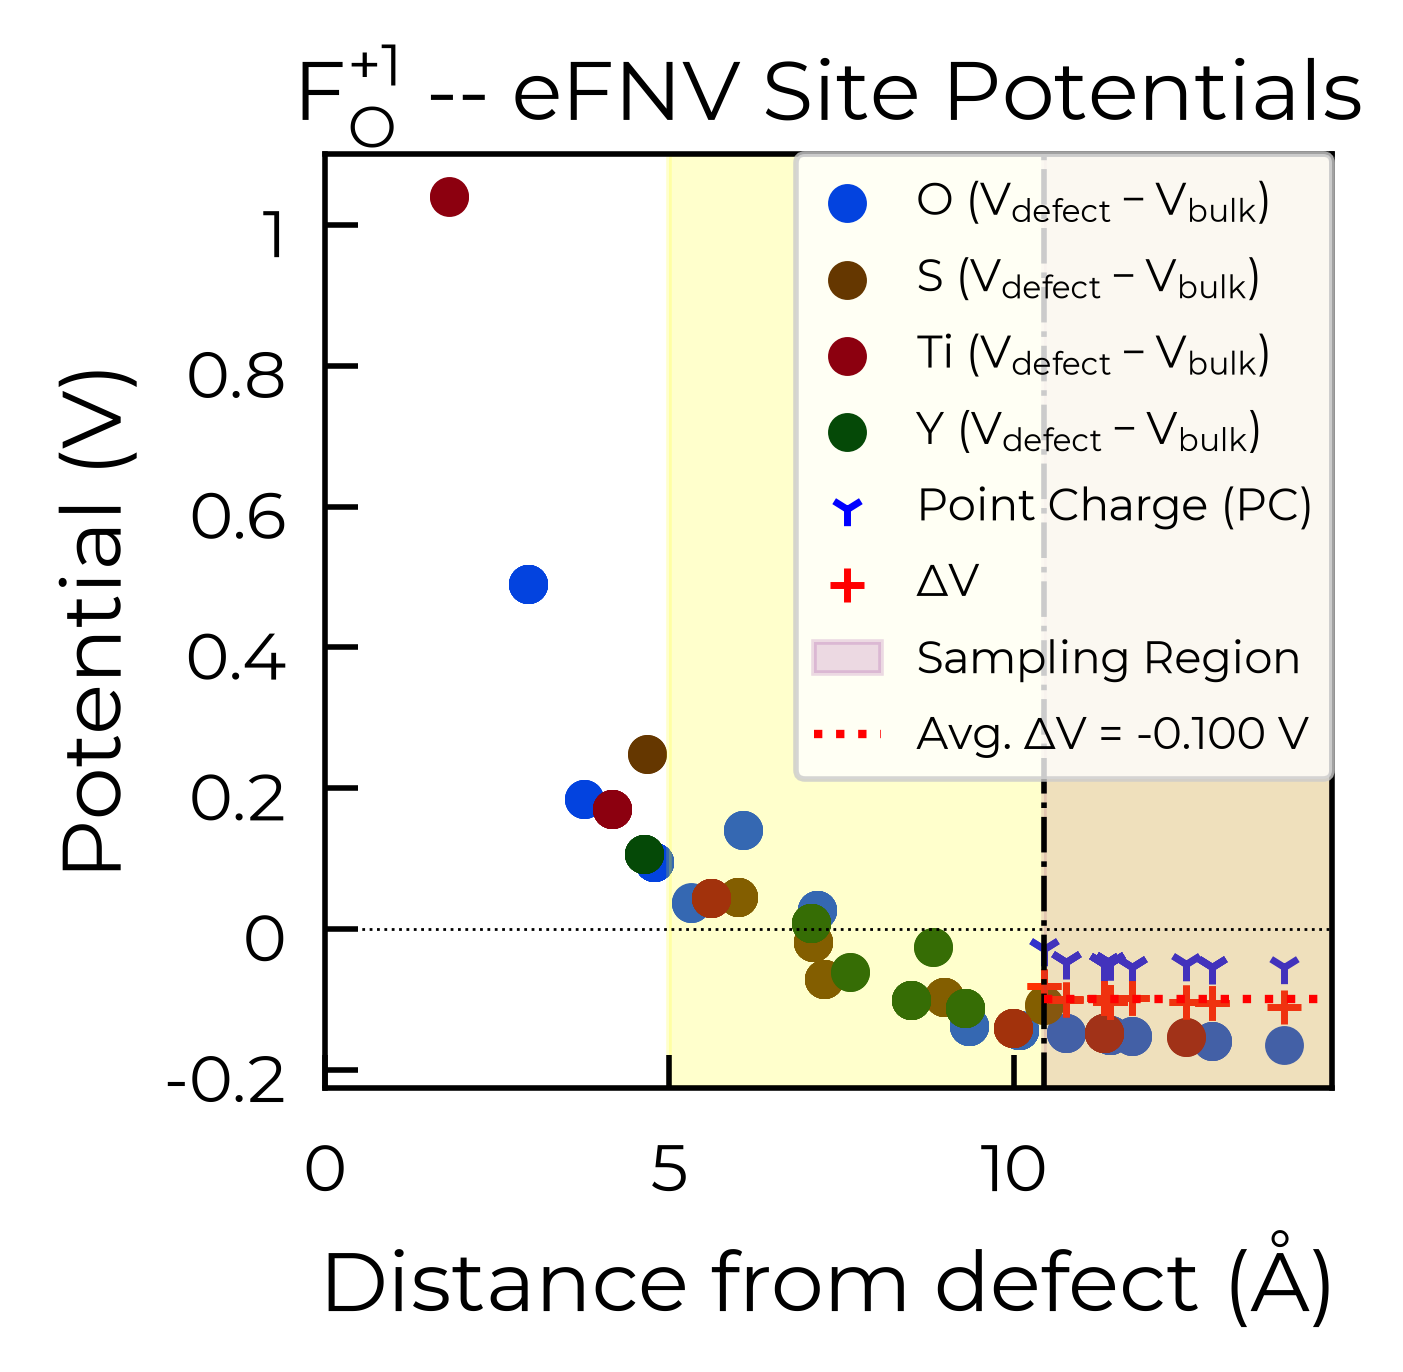 F_O^{+1} -- eFNV Site Potentials
O (V_defect – V_bulk)
S (V_defect – V_bulk)
Ti (V_defect – V_bulk)
Y (V_defect – V_bulk)
Point Charge (PC)
ΔV
Sampling Region
Avg. ΔV = -0.100 V
Potential (V)
1
0.8
0.6
0.4
0.2
0
-0.2
0 5 10
Distance from defect (Å)